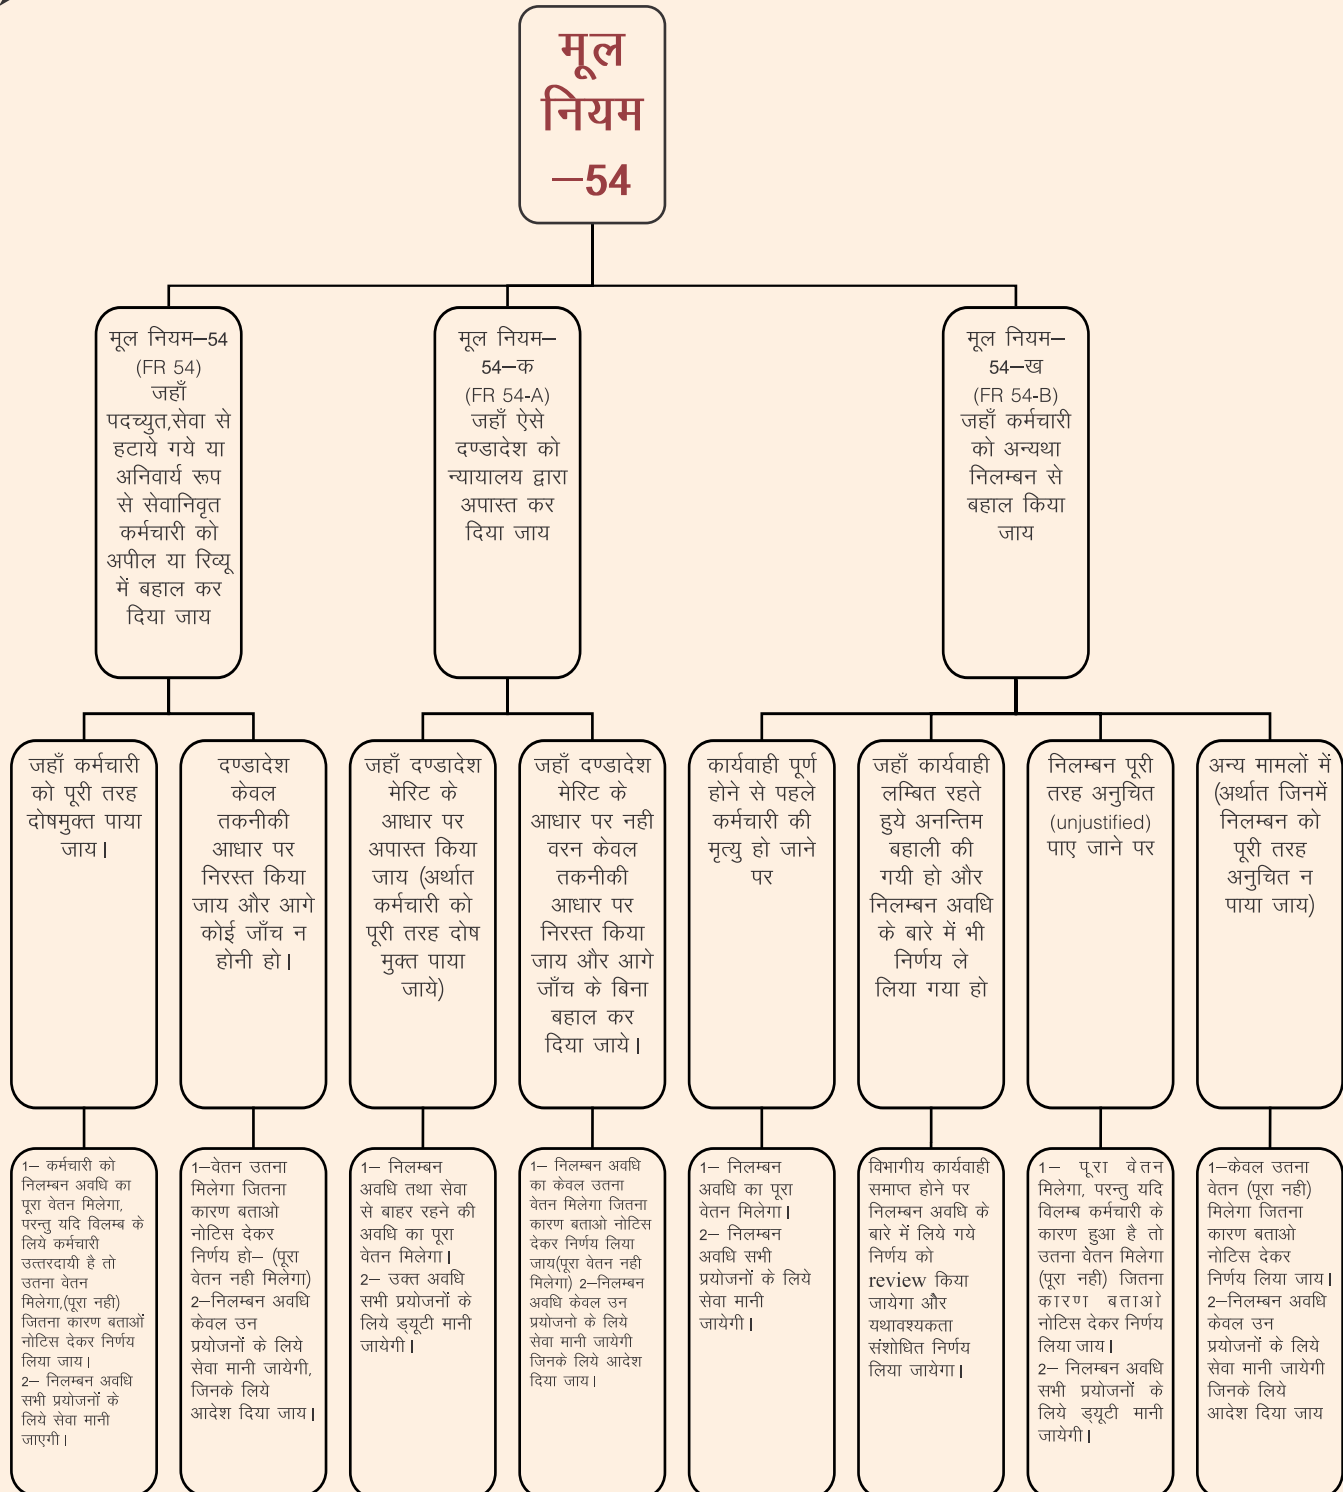 मूल
नियम
–54
मूल नियम–54
(FR 54)
जहाँ
पदच्युत,सेवा से
हटाये गये या
अनिवार्य रूप
से सेवानिवृत
कर्मचारी को
अपील या रिव्यू
में बहाल कर
दिया जाय
मूल नियम–
54–क
(FR 54-A)
जहाँ ऐसे
दण्डादेश को
न्यायालय द्वारा
अपास्त कर
दिया जाय
मूल नियम–
54–ख
(FR 54-B)
जहाँ कर्मचारी
को अन्यथा
निलम्बन से
बहाल किया
जाय
जहाँ कर्मचारी
को पूरी तरह
दोषमुक्त पाया
जाय।
दण्डादेश
केवल
तकनीकी
आधार पर
निरस्त किया
जाय और आगे
कोई जाँच न
होनी हो।
जहाँ दण्डादेश
मेरिट के
आधार पर
अपास्त किया
जाय (अर्थात
कर्मचारी को
पूरी तरह दोष
मुक्त पाया
जाये)
जहाँ दण्डादेश
मेरिट के
आधार पर नही
वरन केवल
तकनीकी
आधार पर
निरस्त किया
जाय और आगे
जाँच के बिना
बहाल कर
दिया जाये।
कार्यवाही पूर्ण
होने से पहले
कर्मचारी की
मृत्यु हो जाने
पर
जहाँ कार्यवाही
लम्बित रहते
हुये अनन्तिम
बहाली की
गयी हो और
निलम्बन अवधि
के बारे में भी
निर्णय ले
लिया गया हो
निलम्बन पूरी
तरह अनुचित
(unjustified)
पाए जाने पर
अन्य मामलों में
(अर्थात जिनमें
निलम्बन को
पूरी तरह
अनुचित न
पाया जाय)
1– कर्मचारी को
निलम्बन अवधि का
पूरा वेतन मिलेगा,
परन्तु यदि विलम्ब के
लिये कर्मचारी
उत्तरदायी है तो
उतना वेतन
मिलेगा,(पूरा नही)
जितना कारण बताओं
नोटिस देकर निर्णय
लिया जाय।
2– निलम्बन अवधि
सभी प्रयोजनों के
लिये सेवा मानी
जाएगी।
1–वेतन उतना
मिलेगा जितना
कारण बताओ
नोटिस देकर
निर्णय हो– (पूरा
वेतन नही मिलेगा)
2–निलम्बन अवधि
केवल उन
प्रयोजनों के लिये
सेवा मानी जायेगी,
जिनके लिये
आदेश दिया जाय।
1– निलम्बन
अवधि तथा सेवा
से बाहर रहने की
अवधि का पूरा
वेतन मिलेगा।
2– उक्त अवधि
सभी प्रयोजनों के
लिये ड्यूटी मानी
जायेगी।
1– निलम्बन अवधि
का केवल उतना
वेतन मिलेगा जितना
कारण बताओ नोटिस
देकर निर्णय लिया
जाय(पूरा वेतन नही
मिलेगा) 2–निलम्बन
अवधि केवल उन
प्रयोजनो के लिये
सेवा मानी जायेगी
जिनके लिये आदेश
दिया जाय।
1– निलम्बन
अवधि का पूरा
वेतन मिलेगा।
2– निलम्बन
अवधि सभी
प्रयोजनों के लिये
सेवा मानी
जायेगी।
विभागीय कार्यवाही
समाप्त होने पर
निलम्बन अवधि के
बारे में लिये गये
निर्णय को
review किया
जायेगा और
यथावश्यकता
संशोधित निर्णय
लिया जायेगा।
1– पूरा वेतन
मिलेगा, परन्तु यदि
विलम्ब कर्मचारी के
कारण हुआ है तो
उतना वेतन मिलेगा
(पूरा नही) जितना
कारण बताओ
नोटिस देकर निर्णय
लिया जाय।
2– निलम्बन अवधि
सभी प्रयोजनों के
लिये ड्यूटी मानी
जायेगी।
1–केवल उतना
वेतन (पूरा नही)
मिलेगा जितना
कारण बताओ
नोटिस देकर
निर्णय लिया जाय।
2–निलम्बन अवधि
केवल उन
प्रयोजनों के लिये
सेवा मानी जायेगी
जिनके लिये
आदेश दिया जाय